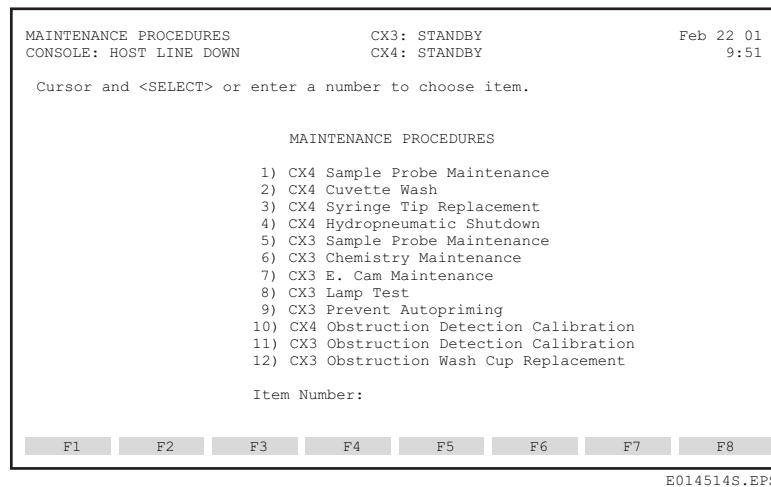 MAINTENANCE PROCEDURES CX3: STANDBY Feb 22 01
CONSOLE: HOST LINE DOWN CX4: STANDBY 9:51
Cursor and <SELECT> or enter a number to choose item.
MAINTENANCE PROCEDURES
1) CX4 Sample Probe Maintenance
2) CX4 Cuvette Wash
3) CX4 Syringe Tip Replacement
4) CX4 Hydropneumatic Shutdown
5) CX3 Sample Probe Maintenance
6) CX3 Chemistry Maintenance
7) CX3 E. Cam Maintenance
8) CX3 Lamp Test
9) CX3 Prevent Autopriming
10) CX4 Obstruction Detection Calibration
11) CX3 Obstruction Detection Calibration
12) CX3 Obstruction Wash Cup Replacement
Item Number:
F1 F2 F3 F4 F5 F6 F7 F8
E014514S.EPS